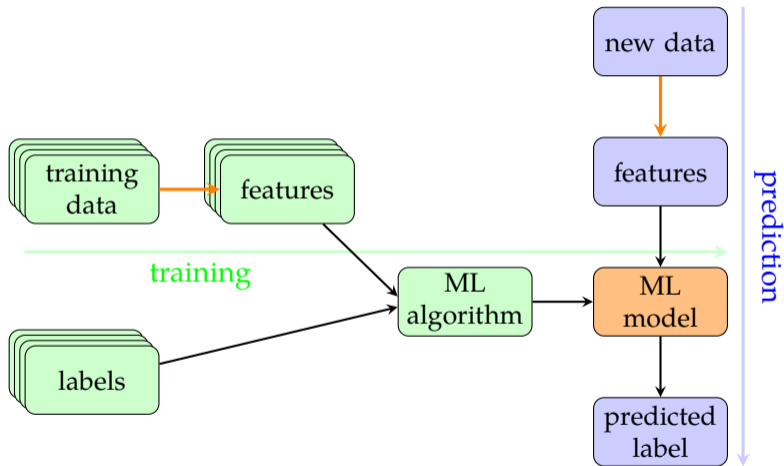 new data
training
data
features
features
prediction
training
ML
algorithm
ML
model
labels
predicted
label